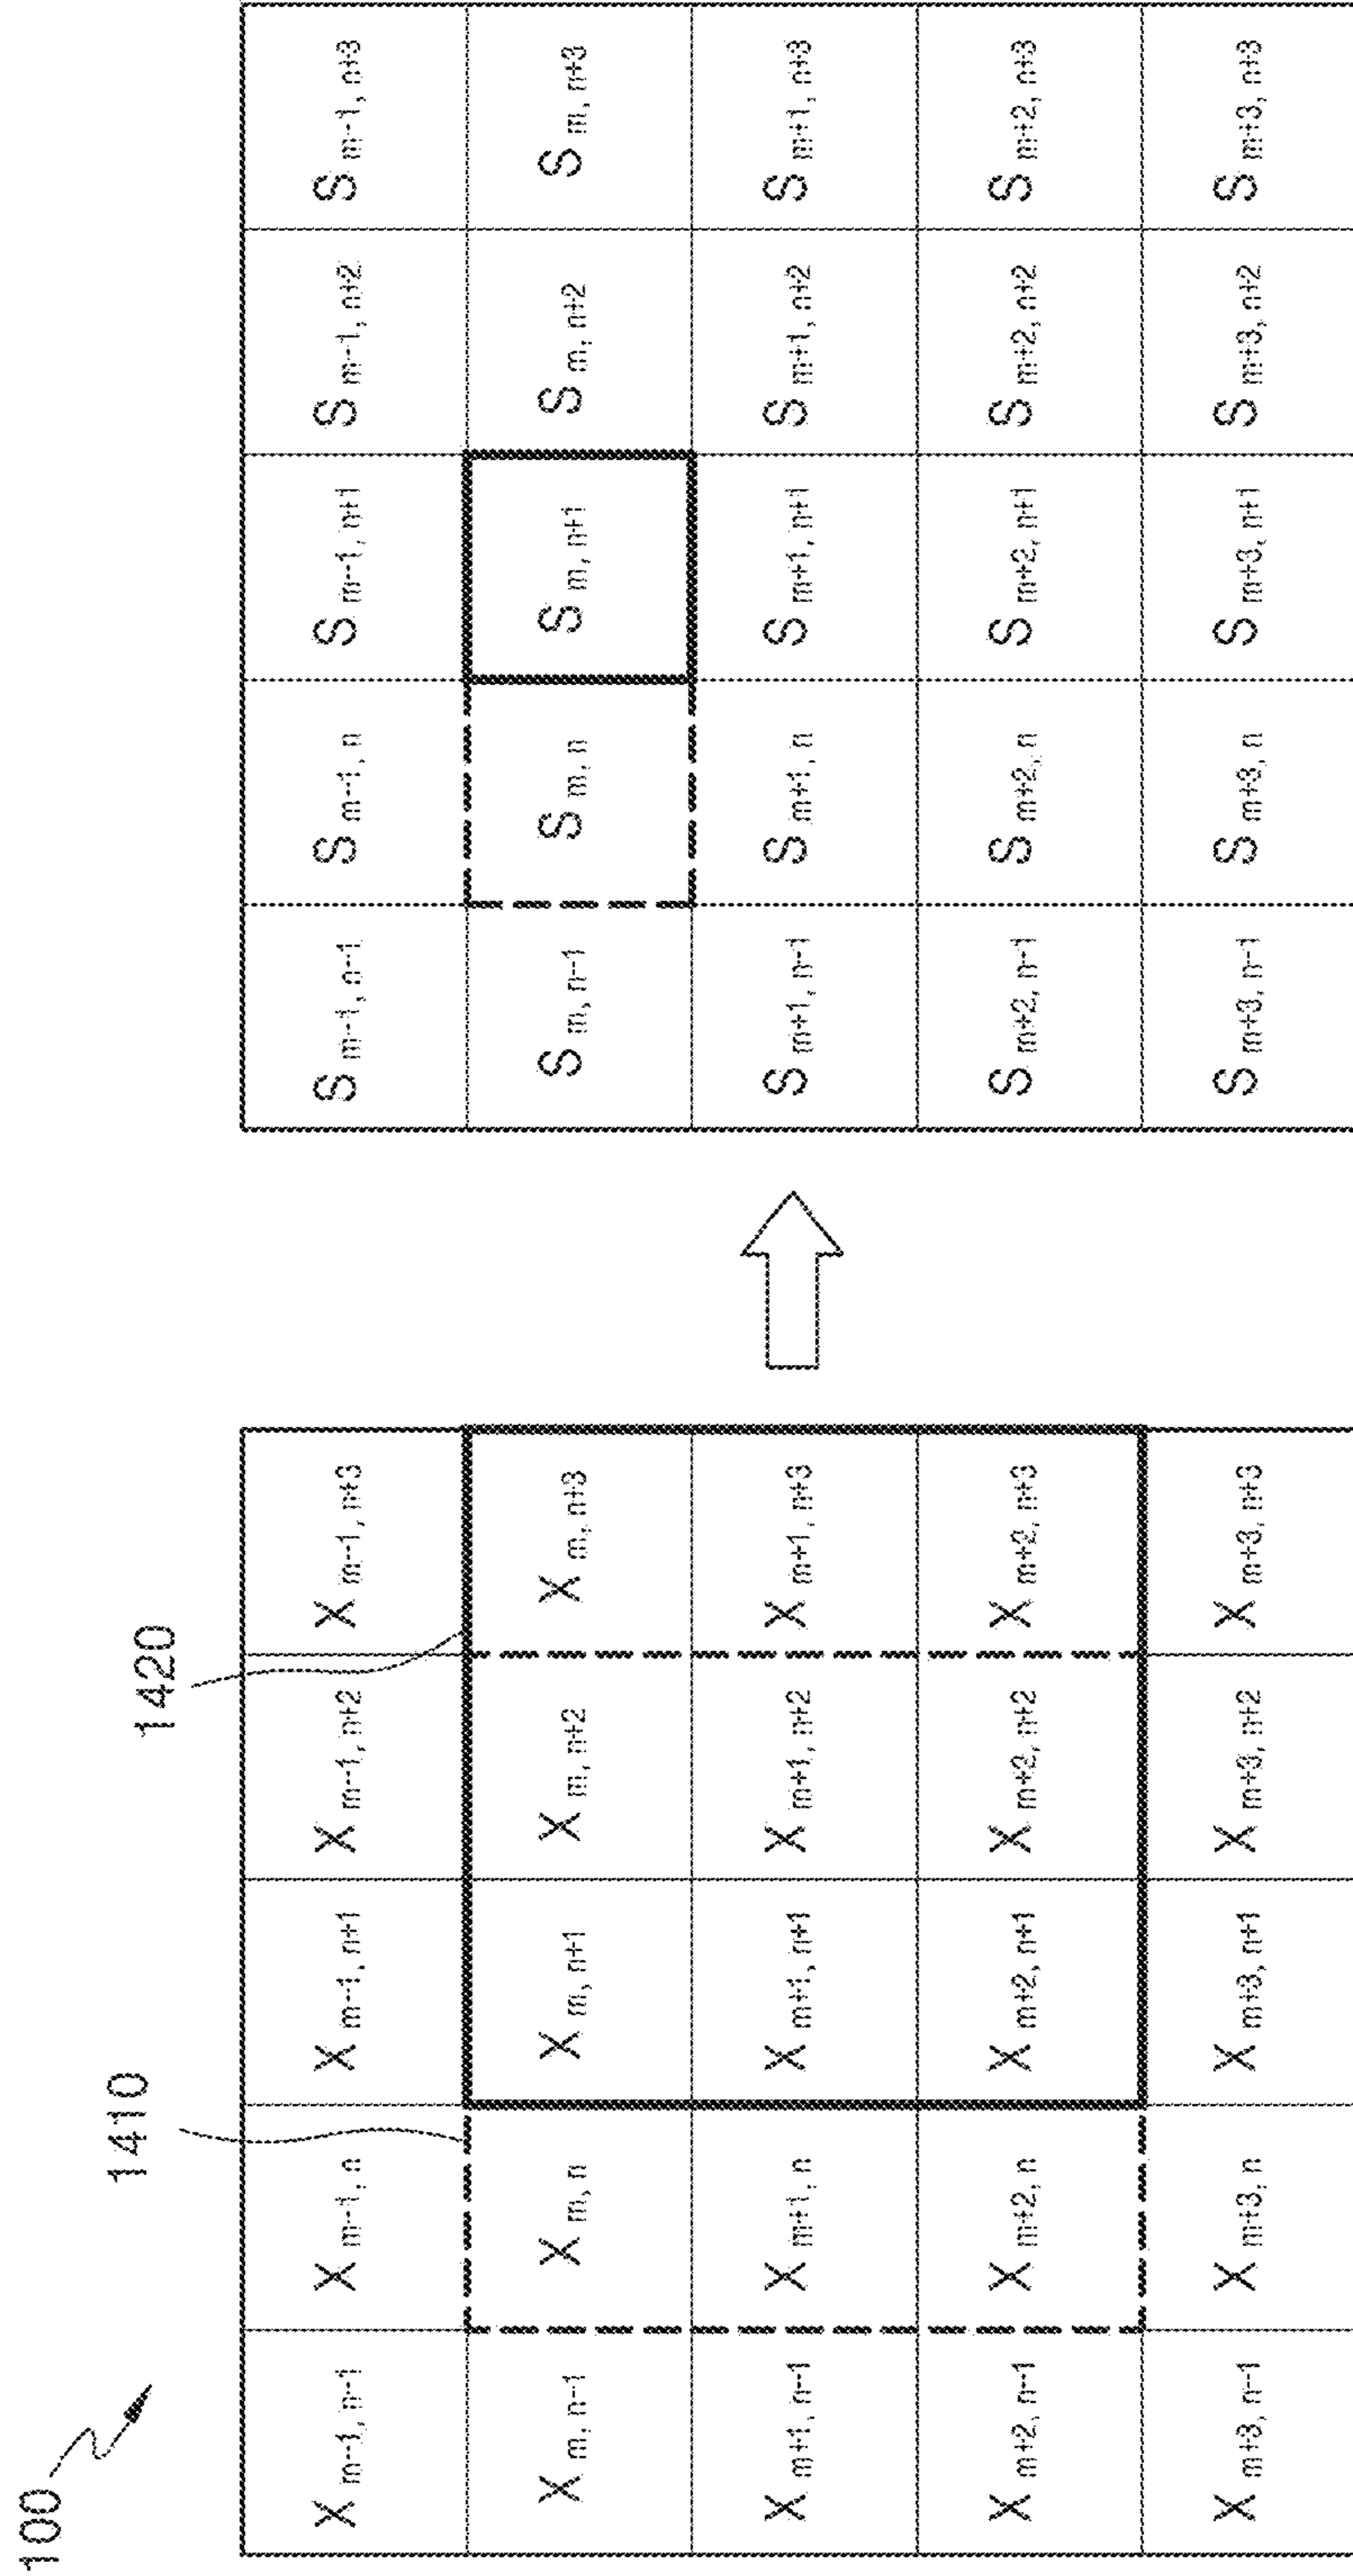 100
1410
1420
X m-1, n-1 X m-1, n X m-1, n+1 X m-1, n+2 X m-1, n+3
X m, n-1 X m, n X m, n+1 X m, n+2 X m, n+3
X m+1, n-1 X m+1, n X m+1, n+1 X m+1, n+2 X m+1, n+3
X m+2, n-1 X m+2, n X m+2, n+1 X m+2, n+2 X m+2, n+3
X m+3, n-1 X m+3, n X m+3, n+1 X m+3, n+2 X m+3, n+3
S m-1, n-1 S m-1, n S m-1, n+1 S m-1, n+2 S m-1, n+3
S m, n-1 S m, n S m, n+1 S m, n+2 S m, n+3
S m+1, n-1 S m+1, n S m+1, n+1 S m+1, n+2 S m+1, n+3
S m+2, n-1 S m+2, n S m+2, n+1 S m+2, n+2 S m+2, n+3
S m+3, n-1 S m+3, n S m+3, n+1 S m+3, n+2 S m+3, n+3